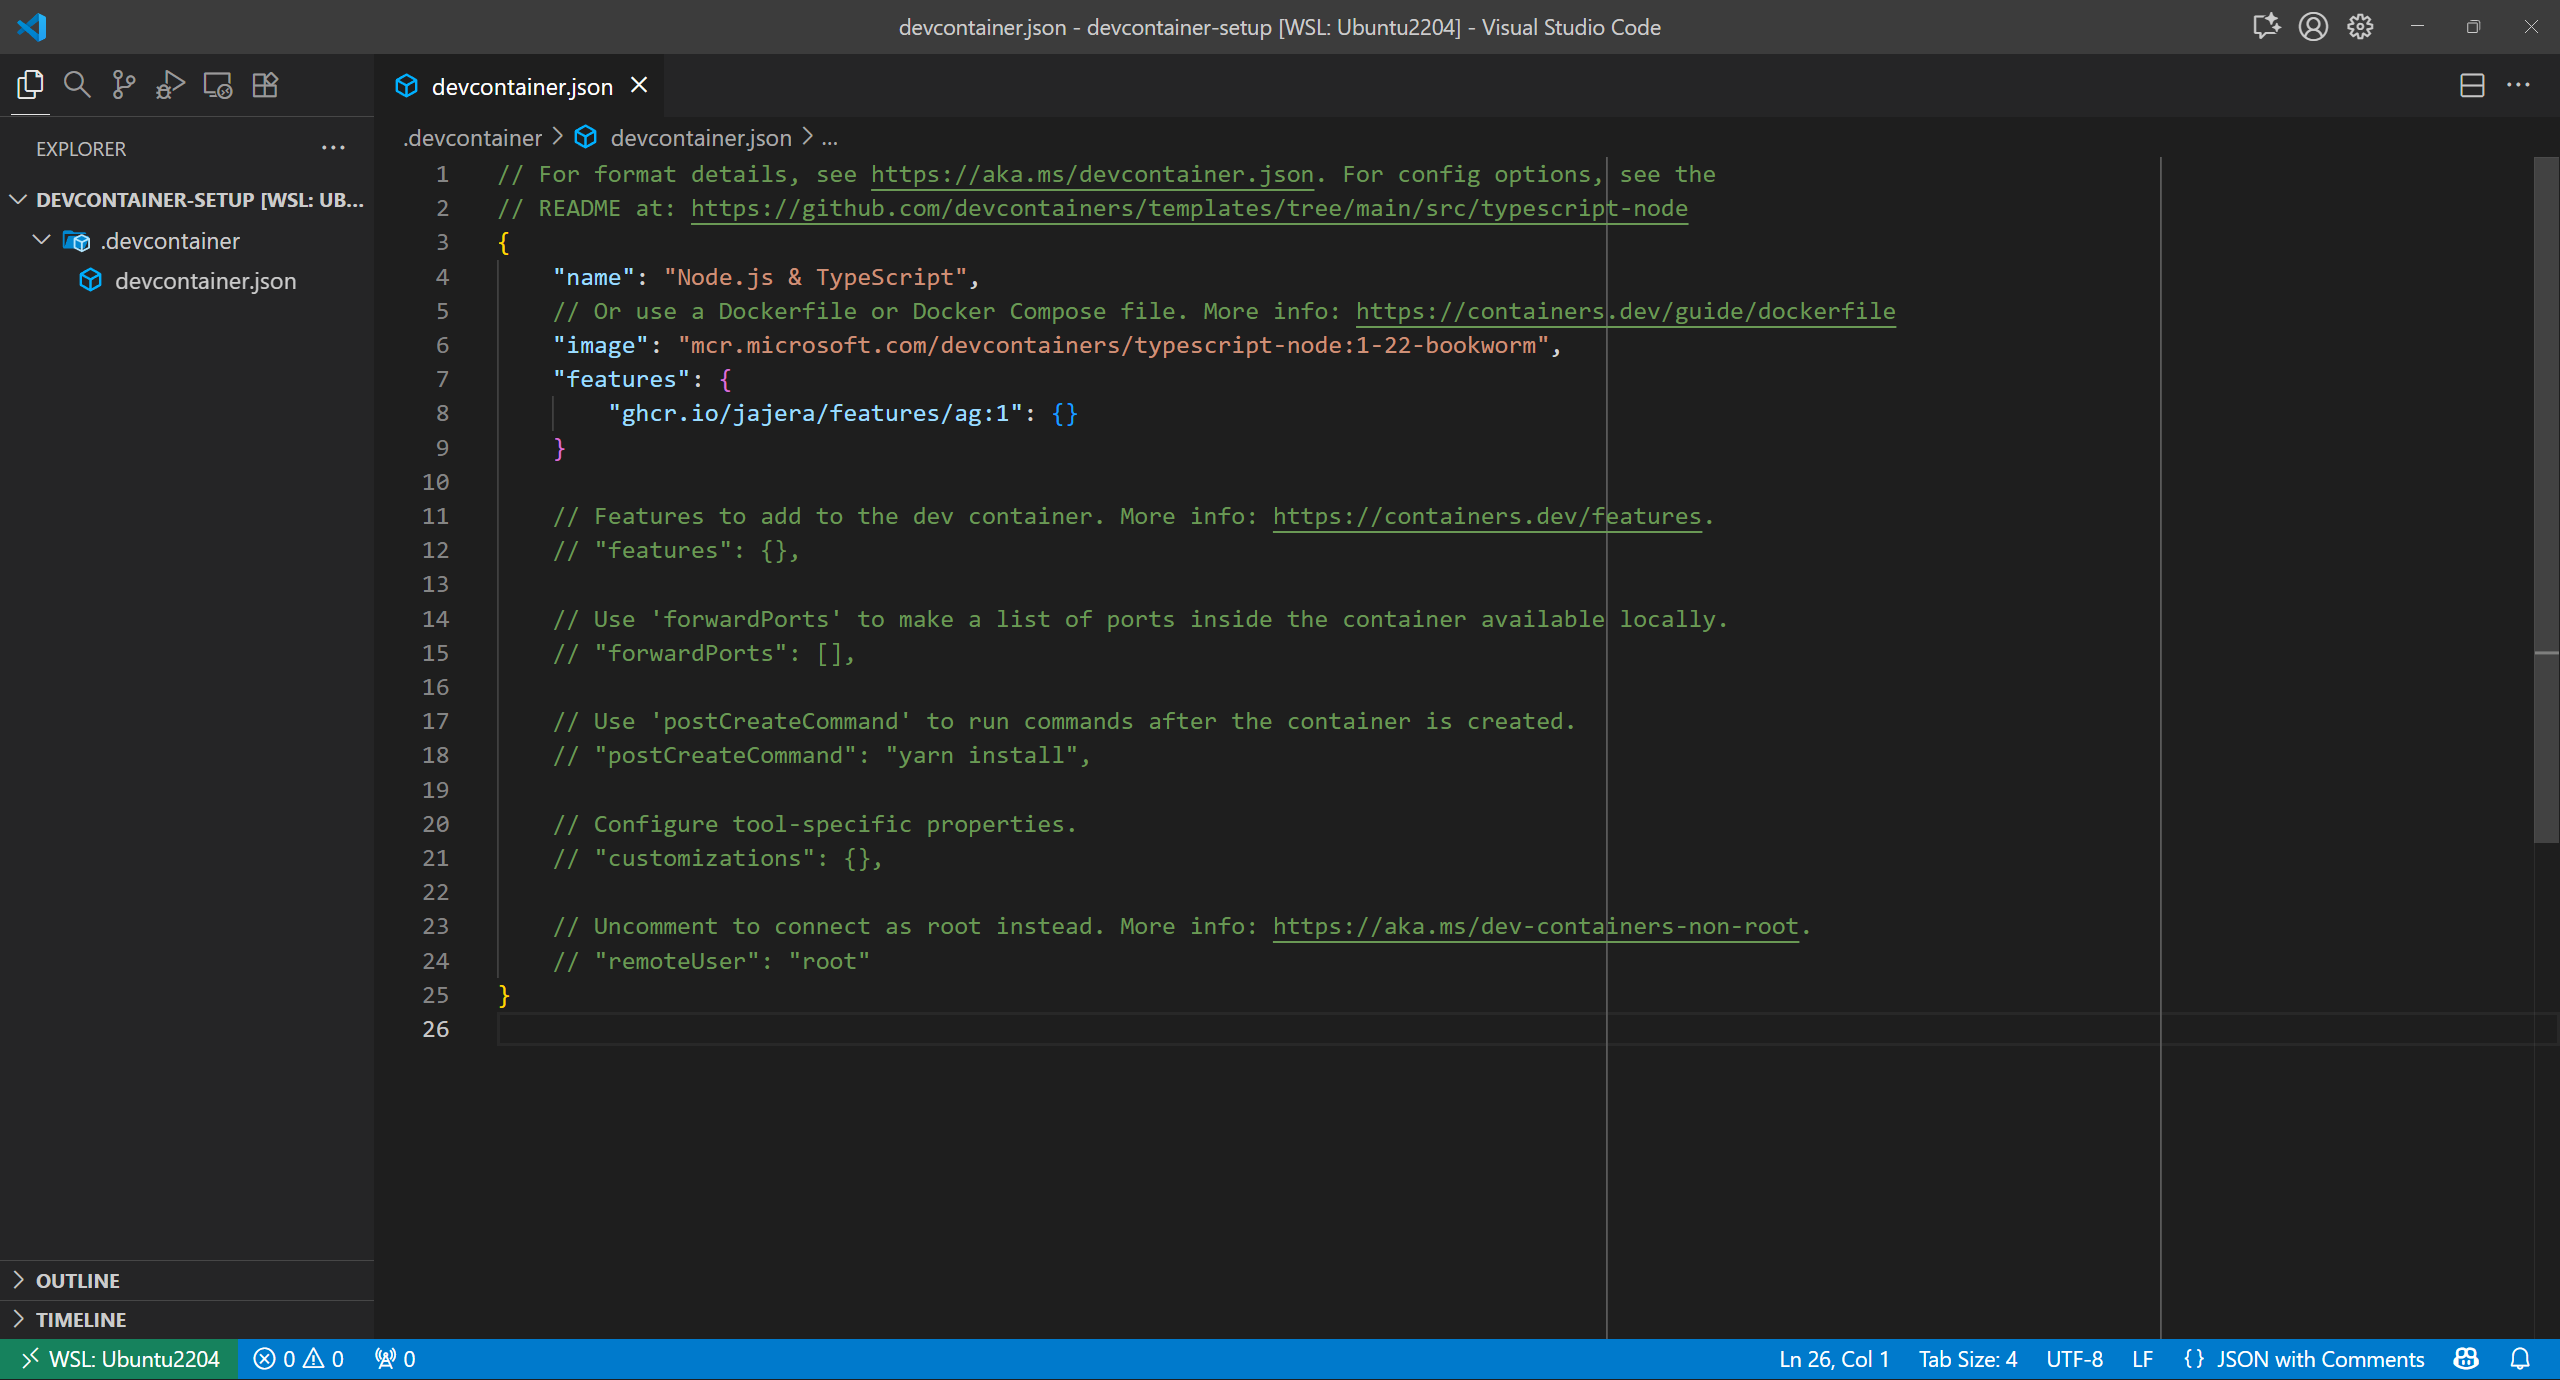 devcontainer.json - devcontainer-setup [WSL: Ubuntu2204] - Visual Studio Code
devcontainer.json
EXPLORER
.devcontainer > devcontainer.json > ...
DEVCONTAINER-SETUP [WSL: UB...
.devcontainer
devcontainer.json
1 // For format details, see https://aka.ms/devcontainer.json. For config options, see the
2 // README at: https://github.com/devcontainers/templates/tree/main/src/typescript-node
3 {
4 "name": "Node.js & TypeScript",
5 // Or use a Dockerfile or Docker Compose file. More info: https://containers.dev/guide/dockerfile
6 "image": "mcr.microsoft.com/devcontainers/typescript-node:1-22-bookworm",
7 "features": {
8 "ghcr.io/jajera/features/ag:1": {}
9 }
10
11 // Features to add to the dev container. More info: https://containers.dev/features.
12 // "features": {},
13
14 // Use 'forwardPorts' to make a list of ports inside the container available locally.
15 // "forwardPorts": [],
16
17 // Use 'postCreateCommand' to run commands after the container is created.
18 // "postCreateCommand": "yarn install",
19
20 // Configure tool-specific properties.
21 // "customizations": {},
22
23 // Uncomment to connect as root instead. More info: https://aka.ms/dev-containers-non-root.
24 // "remoteUser": "root"
25 }
26
OUTLINE
TIMELINE
WSL: Ubuntu2204 0 0 0 Ln 26, Col 1 Tab Size: 4 UTF-8 LF {} JSON with Comments